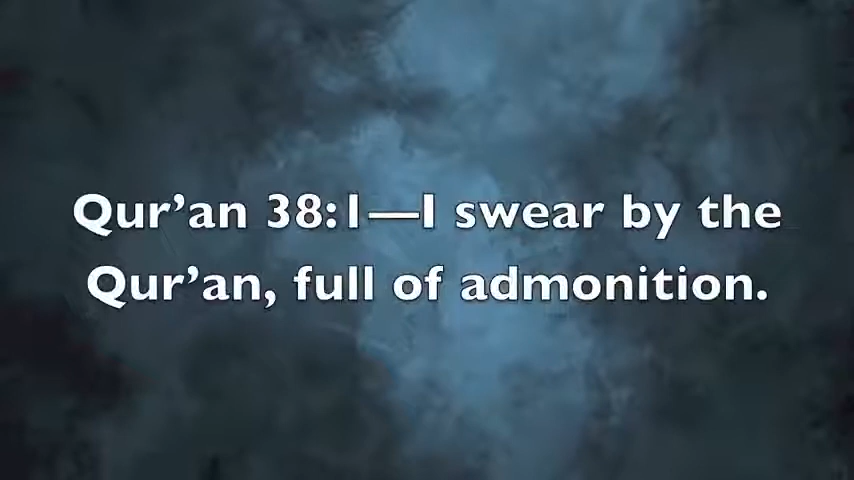 Qur’an 38:1—I swear by the
Qur’an, full of admonition.